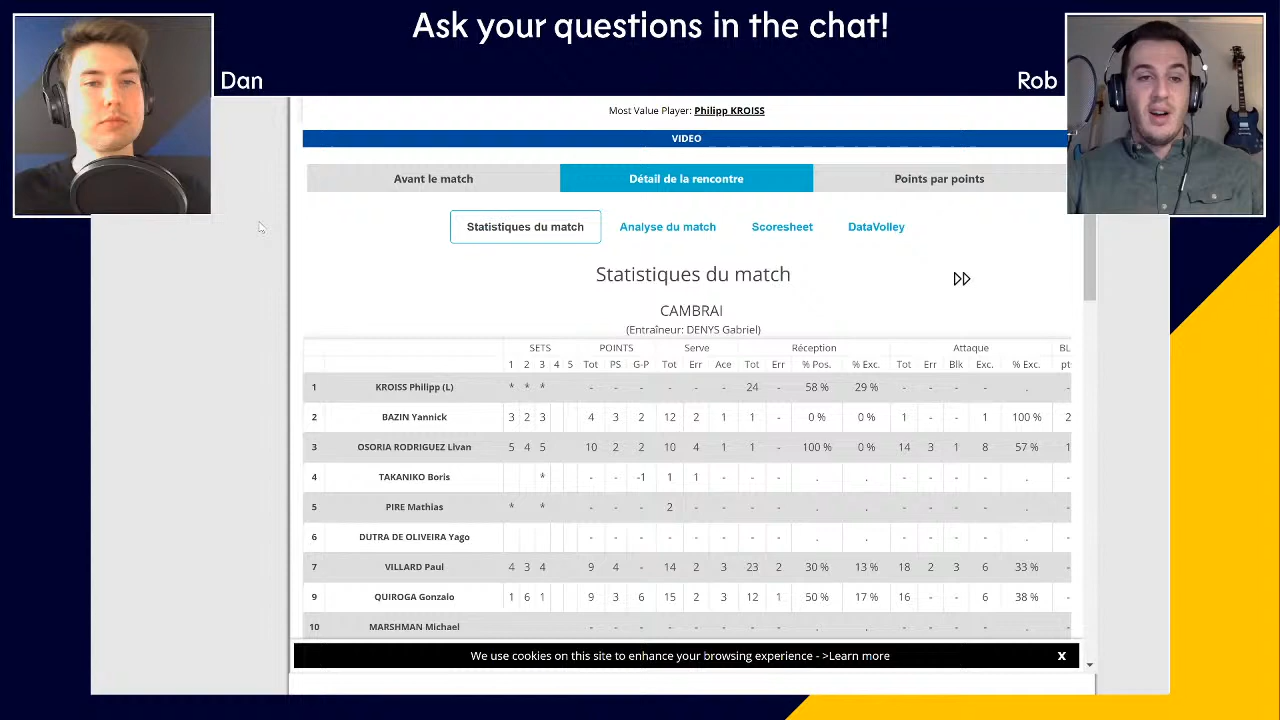 Ask your questions in the chat!
Dan
Rob
Most Value Player: Philipp KROISS
VIDEO
Avant le match Détail de la rencontre Points par points
Statistiques du match Analyse du match Scoresheet DataVolley
Statistiques du match
CAMBRAI
(Entraîneur: DENYS Gabriel)
SETS POINTS Serve Réception Attaque BL
1 2 3 4 5 Tot PS G-P Tot Err Ace Tot Err % Pos. % Exc. Tot Err Blk Exc. % Exc. pt
1 KROISS Philipp (L) * * * - - - - - - 24 - 58 % 29 % - - - - . -
2 BAZIN Yannick 3 2 3 4 3 2 12 2 1 1 - 0 % 0 % 1 - - 1 100 % 2
3 OSORIA RODRIGUEZ Livan 5 4 5 10 2 2 10 4 1 1 - 100 % 0 % 14 3 1 8 57 % 1
4 TAKANIKO Boris * - - -1 1 1 - - - . . - - - - . -
5 PIRE Mathias * * - - - 2 - - - - . . - - - - . -
6 DUTRA DE OLIVEIRA Yago - - - - - - - - . . - - - - . -
7 VILLARD Paul 4 3 4 9 4 - 14 2 3 23 2 30 % 13 % 18 2 3 6 33 % -
9 QUIROGA Gonzalo 1 6 1 9 3 6 15 2 3 12 1 50 % 17 % 16 - - 6 38 % -
10 MARSHMAN Michael - - - - - - - - . . - - - - . -
We use cookies on this site to enhance your browsing experience - >Learn more X